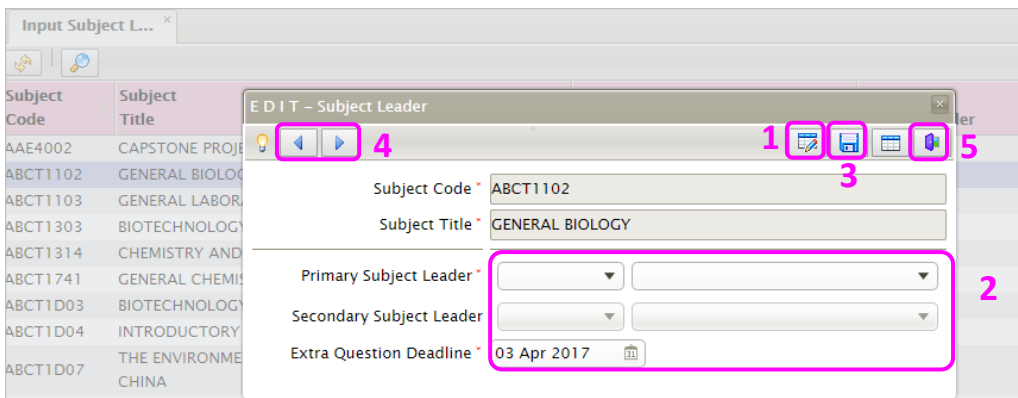 Input Subject L... ×
Subject Code
Subject Title
E D I T – Subject Leader
4
1
3
5
AAE4002 CAPSTONE PROJE
ABCT1102 GENERAL BIOLOG
ABCT1103 GENERAL LABOR
ABCT1303 BIOTECHNOLOGY
ABCT1314 CHEMISTRY AND
ABCT1741 GENERAL CHEMIS
ABCT1D03 BIOTECHNOLOGY
ABCT1D04 INTRODUCTORY
ABCT1D07 THE ENVIRONME
CHINA
Subject Code * ABCT1102
Subject Title * GENERAL BIOLOGY
Primary Subject Leader *
2
Secondary Subject Leader
Extra Question Deadline * 03 Apr 2017